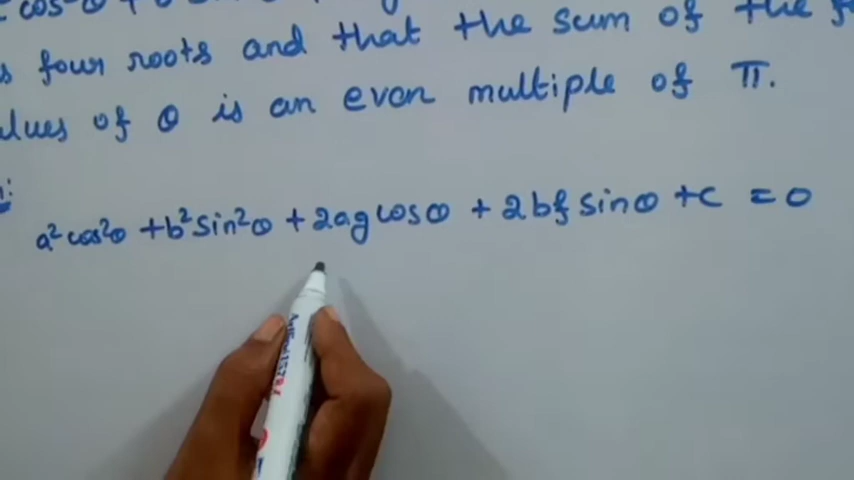 cos²θ +
four roots and that the sum of the
of θ is an even multiple of π.
a²cos²θ + b²sin²θ + 2ag cosθ + 2bf sinθ + c = 0